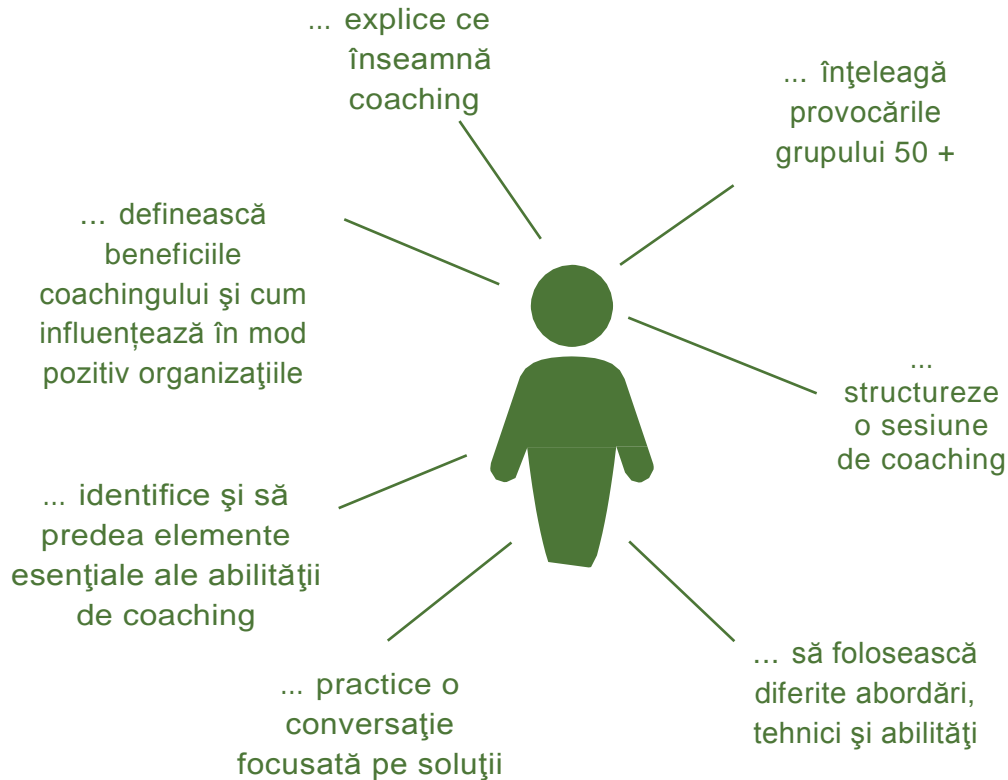 ... explice ce
înseamnă
coaching
... înţeleagă
provocările
grupului 50 +
... definească
beneficiile
coachingului şi cum
influențează în mod
pozitiv organizaţiile
...
structureze
o sesiune
de coaching
... identifice şi să
predea elemente
esenţiale ale abilităţii
de coaching
... să folosească
diferite abordări,
tehnici şi abilităţi
... practice o
conversaţie
focusată pe soluţii